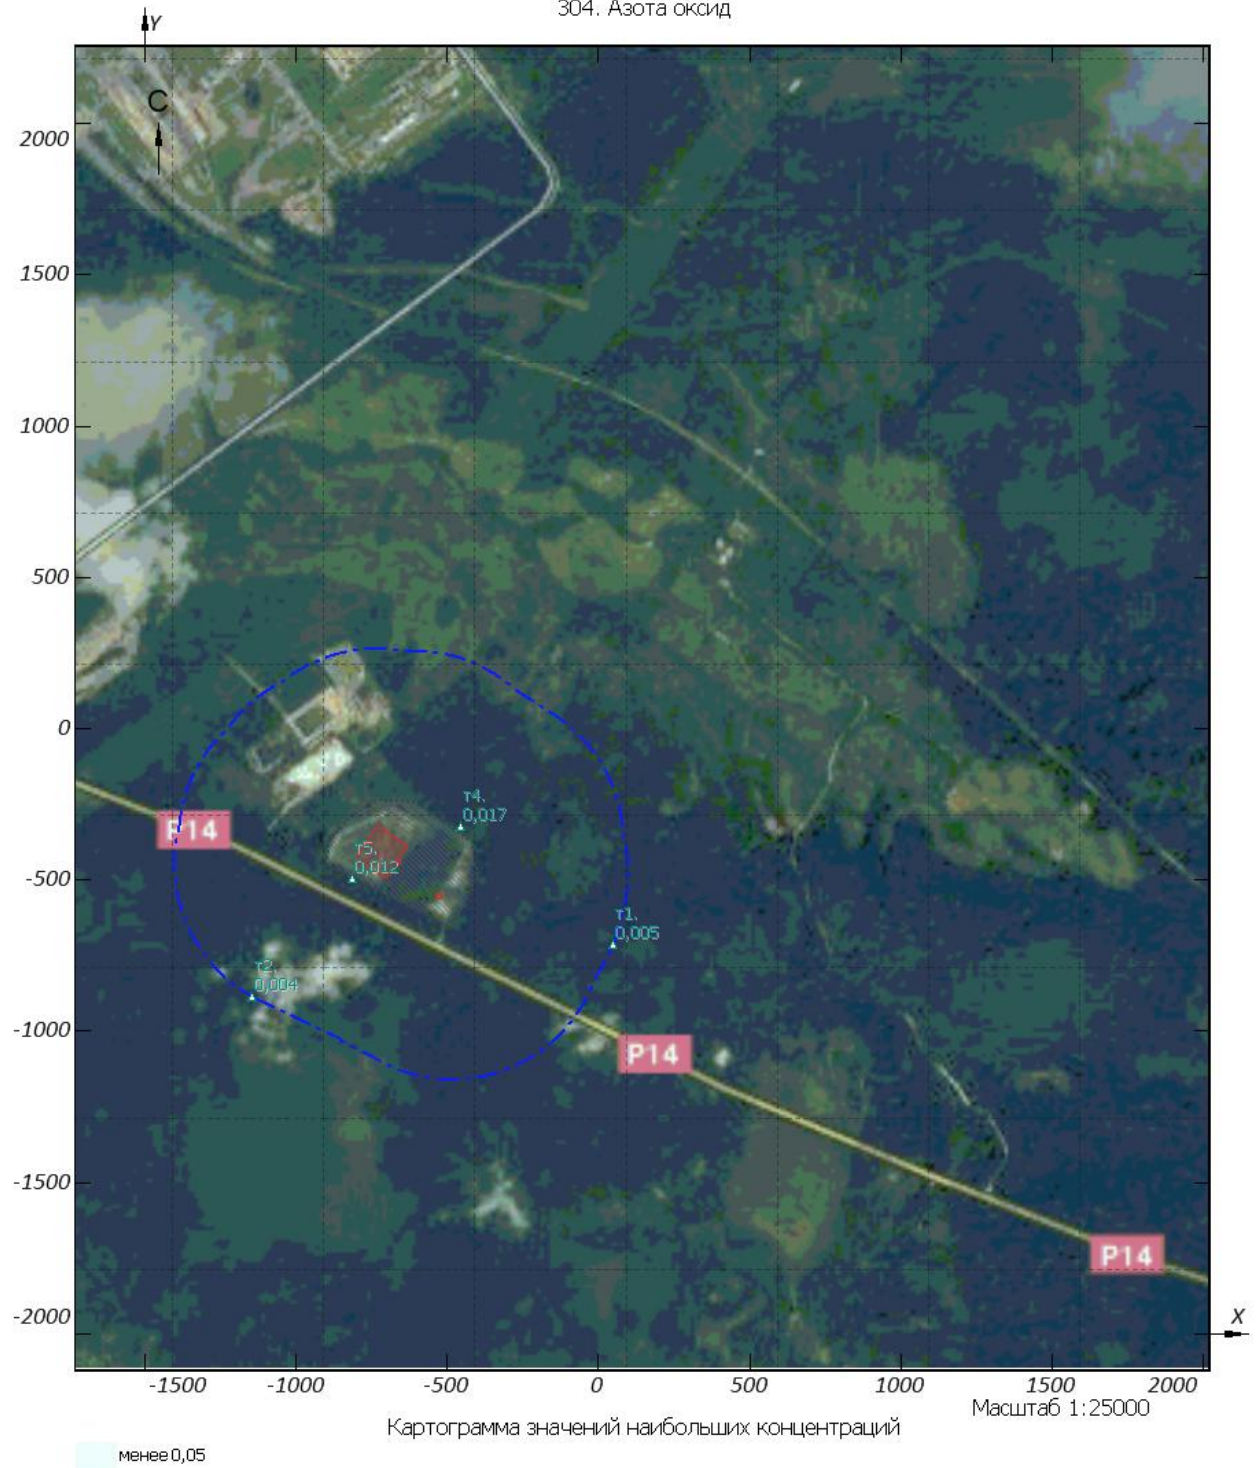 304. Азота оксид
Y
С
2000
1500
1000
500
0
-500
-1000
-1500
-2000
т4.
0,017
Р14
т5.
0,012
т1.
0,005
т2.
0,004
Р14
Р14
X
-1500 -1000 -500 0 500 1000 1500 2000
Масштаб 1:25000
Картограмма значений наибольших концентраций
менее 0,05